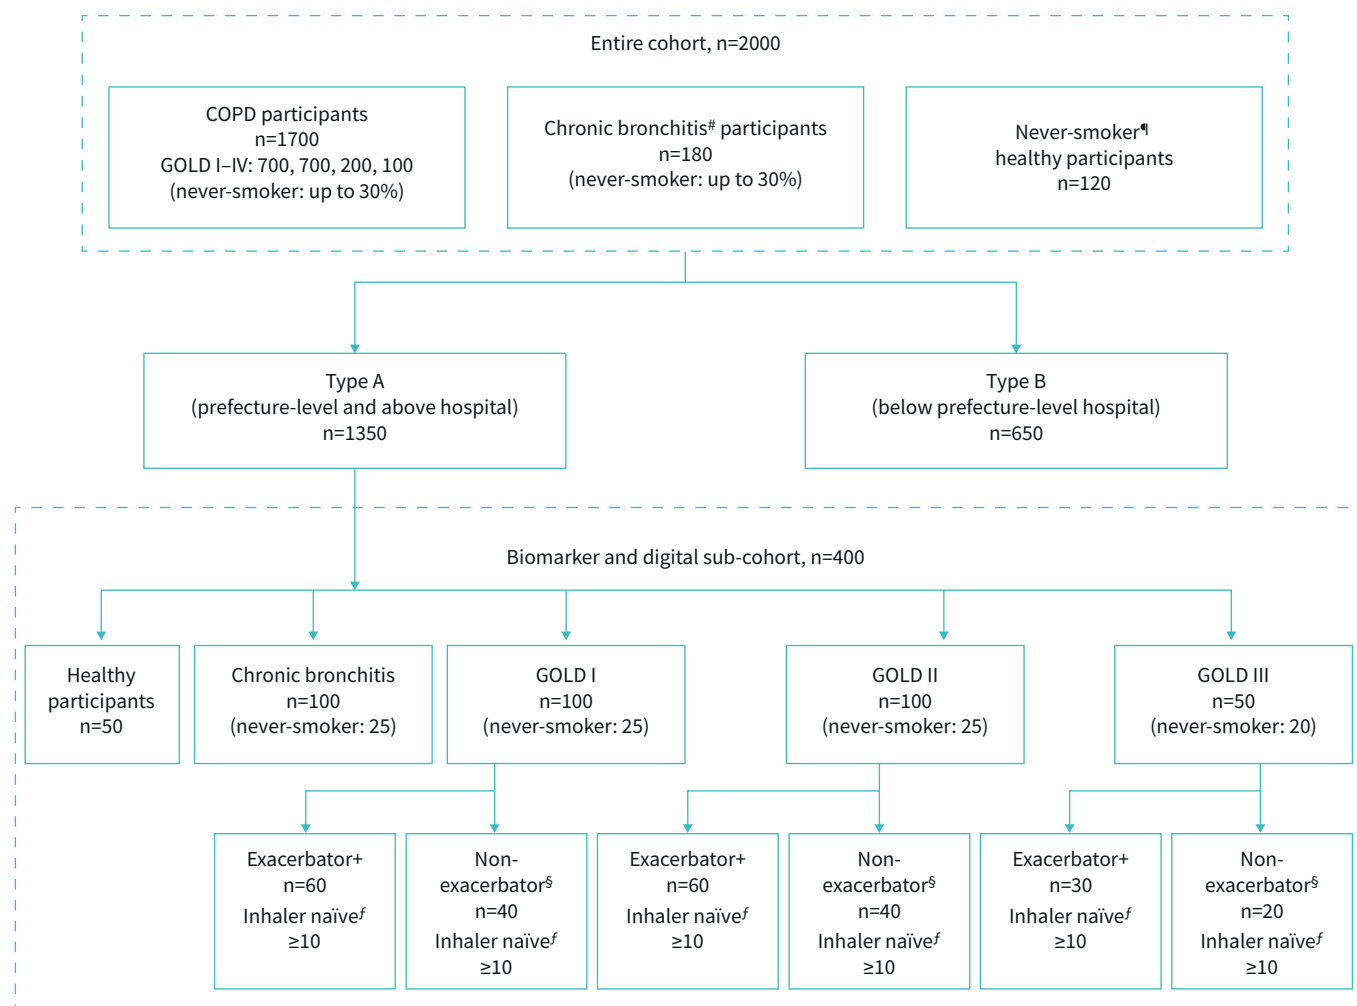 Entire cohort, n=2000
COPD participants
n=1700
GOLD I–IV: 700, 700, 200, 100
(never-smoker: up to 30%)
Chronic bronchitis# participants
n=180
(never-smoker: up to 30%)
Never-smoker¶
healthy participants
n=120
Type A
(prefecture-level and above hospital)
n=1350
Type B
(below prefecture-level hospital)
n=650
Biomarker and digital sub-cohort, n=400
Healthy
participants
n=50
Chronic bronchitis
n=100
(never-smoker: 25)
GOLD I
n=100
(never-smoker: 25)
GOLD II
n=100
(never-smoker: 25)
GOLD III
n=50
(never-smoker: 20)
Exacerbator+
n=60
Inhaler naïveƒ
≥10
Non-
exacerbator§
n=40
Inhaler naïveƒ
≥10
Exacerbator+
n=60
Inhaler naïveƒ
≥10
Non-
exacerbator§
n=40
Inhaler naïveƒ
≥10
Exacerbator+
n=30
Inhaler naïveƒ
≥10
Non-
exacerbator§
n=20
Inhaler naïveƒ
≥10